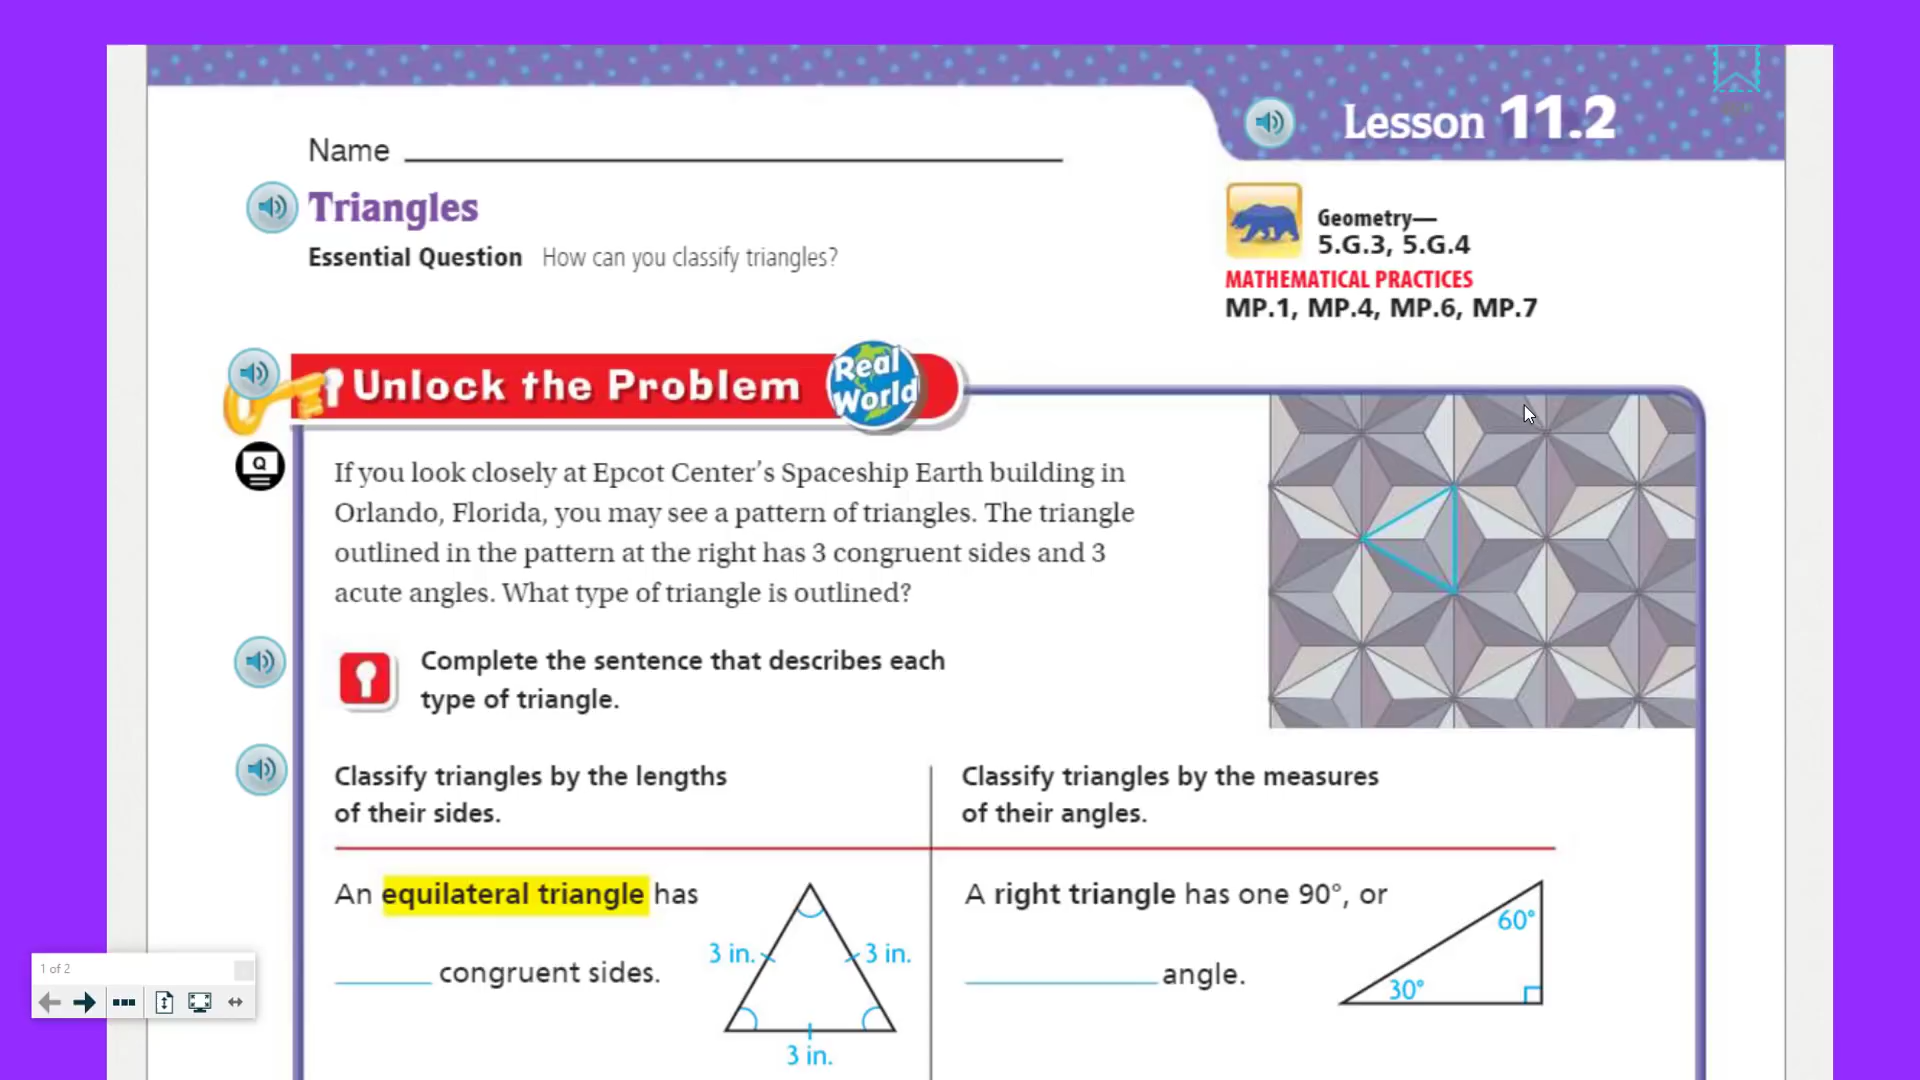 Lesson 11.2
Name
Triangles
Essential Question How can you classify triangles?
Geometry—
5.G.3, 5.G.4
MATHEMATICAL PRACTICES
MP.1, MP.4, MP.6, MP.7
Unlock the Problem
Real
World
Q
If you look closely at Epcot Center's Spaceship Earth building in
Orlando, Florida, you may see a pattern of triangles. The triangle
outlined in the pattern at the right has 3 congruent sides and 3
acute angles. What type of triangle is outlined?
Complete the sentence that describes each
type of triangle.
Classify triangles by the lengths
of their sides.
An equilateral triangle has
______ congruent sides.
3 in.
3 in.
3 in.
Classify triangles by the measures
of their angles.
A right triangle has one 90°, or
____________ angle.
60°
30°
1 of 2